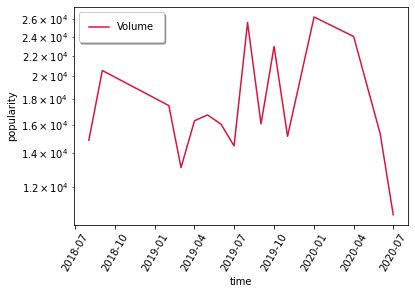 Volume
2.6 × 10⁴
2.4 × 10⁴
2.2 × 10⁴
2 × 10⁴
1.8 × 10⁴
1.6 × 10⁴
1.4 × 10⁴
1.2 × 10⁴
popularity
2018-07
2018-10
2019-01
2019-04
2019-07
2019-10
2020-01
2020-04
2020-07
time